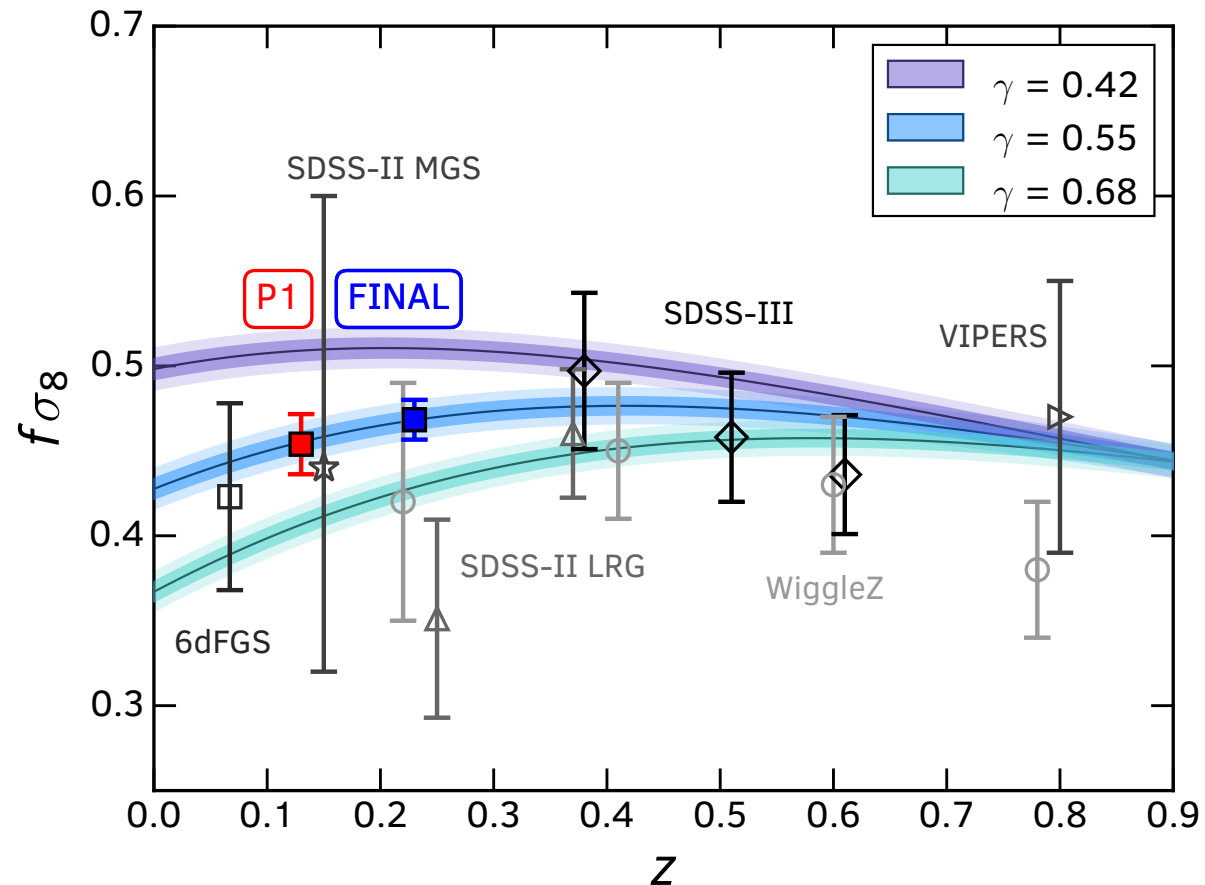 0.7
0.6
0.5
0.4
0.3
fσ8
γ = 0.42
γ = 0.55
γ = 0.68
SDSS-II MGS
P1
FINAL
SDSS-III
VIPERS
SDSS-II LRG
WiggleZ
6dFGS
0.0 0.1 0.2 0.3 0.4 0.5 0.6 0.7 0.8 0.9
z